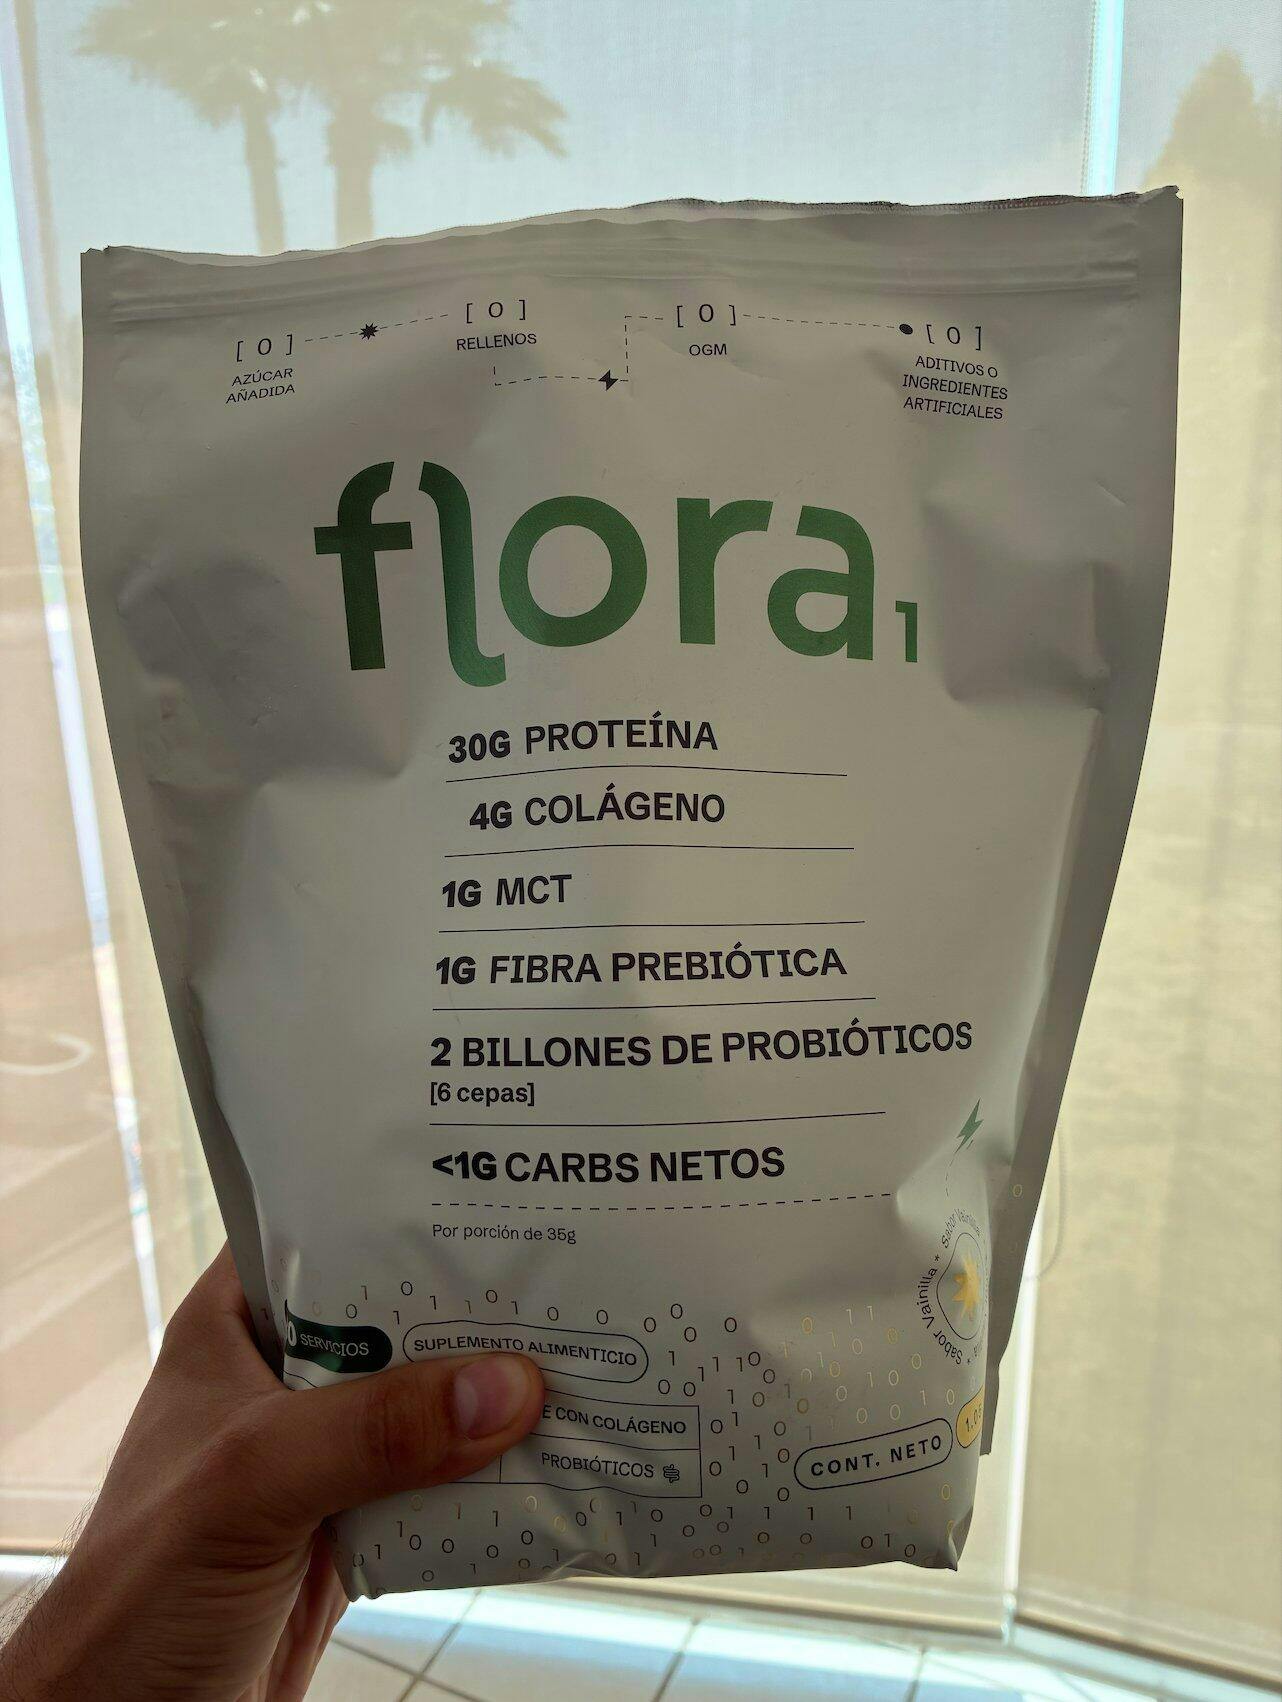 [ 0 ]
AZÚCAR
AÑADIDA
[ 0 ]
RELLENOS
[ 0 ]
OGM
[ 0 ]
ADITIVOS O
INGREDIENTES
ARTIFICIALES
flora1
30G PROTEÍNA
4G COLÁGENO
1G MCT
1G FIBRA PREBIÓTICA
2 BILLONES DE PROBIÓTICOS
[6 cepas]
<1G CARBS NETOS
Por porción de 35g
Sabor Vainilla * Sabor Vainilla
SERVICIOS
SUPLEMENTO ALIMENTICIO
CON COLÁGENO
PROBIÓTICOS
CONT. NETO